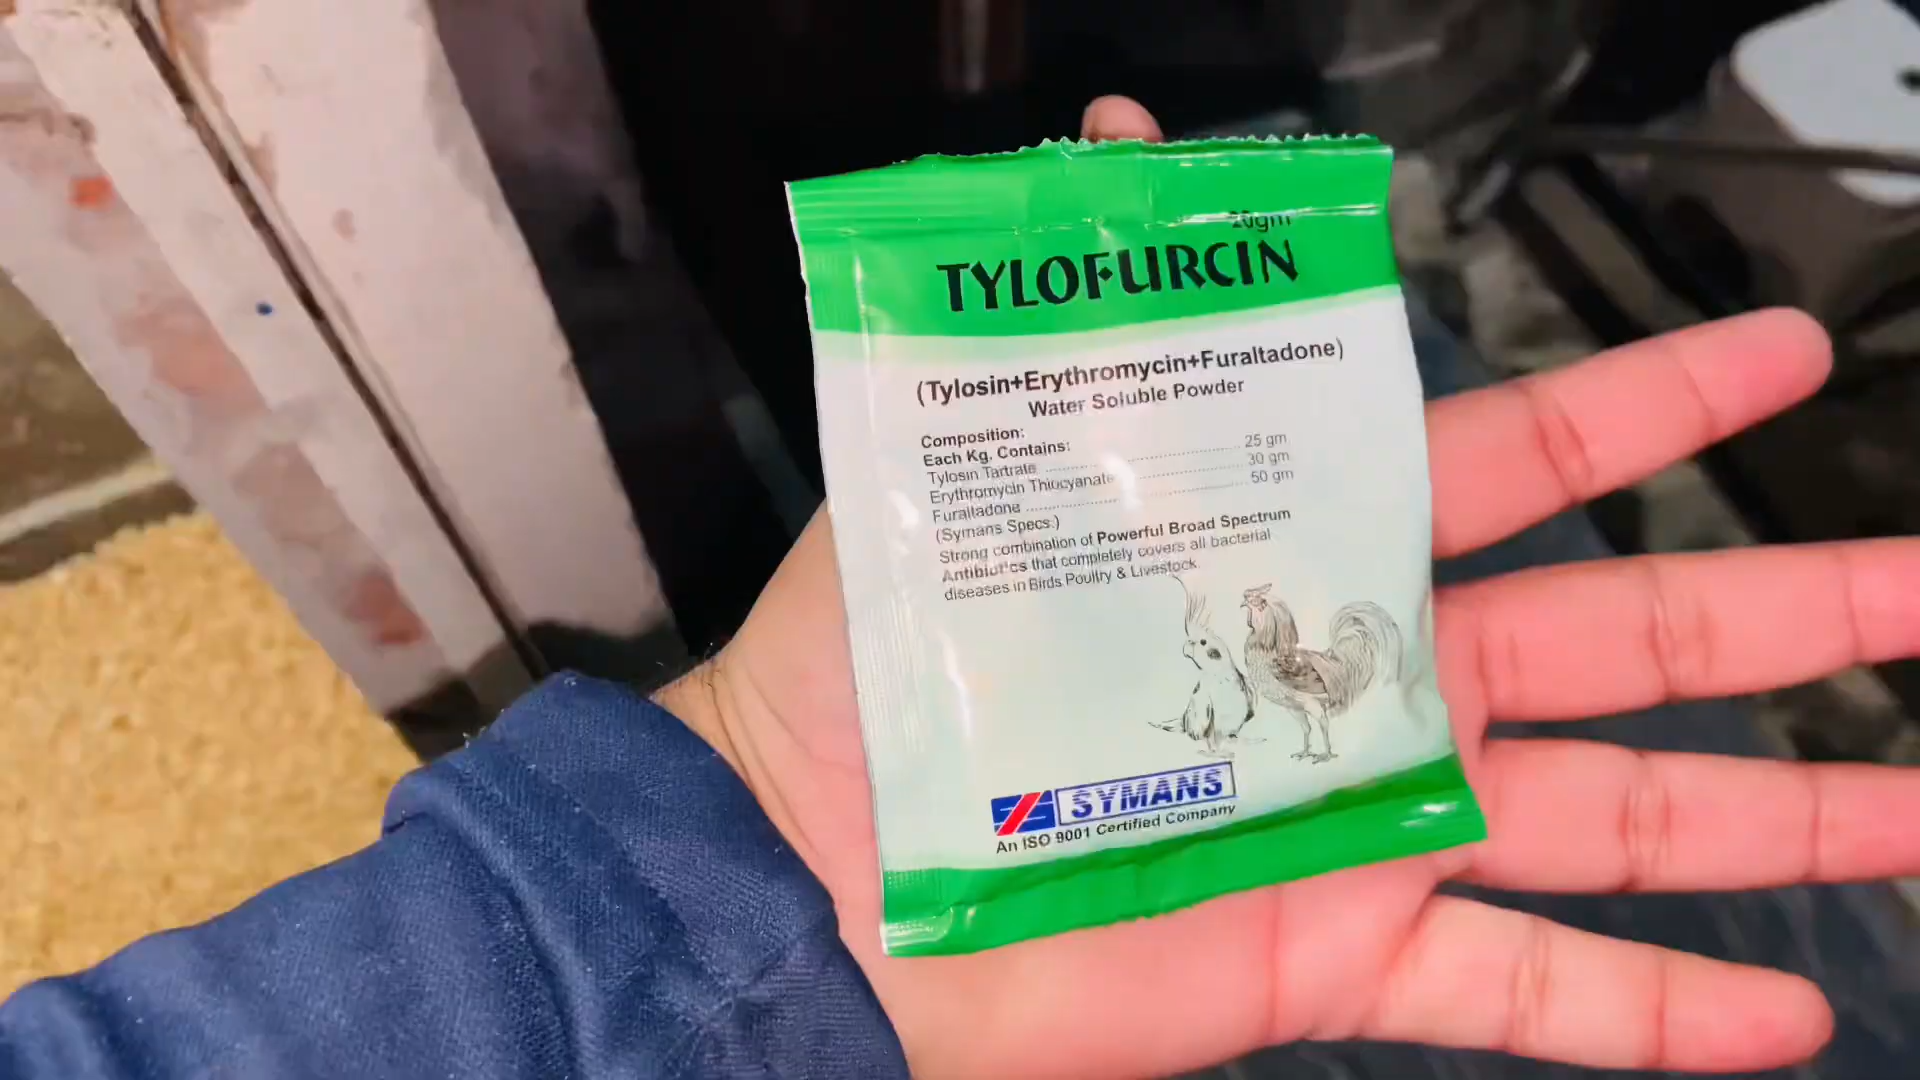 20gm
TYLOFURCIN
(Tylosin+Erythromycin+Furaltadone)
Water Soluble Powder
Composition:
Each Kg. Contains:
Tylosin Tartrate ........................ 25 gm
Erythromycin Thiocyanate ........................ 30 gm
Furaltadone ........................ 50 gm
(Symans Specs.)
Strong combination of Powerful Broad Spectrum
Antibiotics that completely covers all bacterial
diseases in Birds Poultry & Livestock.
SYMANS
An ISO 9001 Certified Company